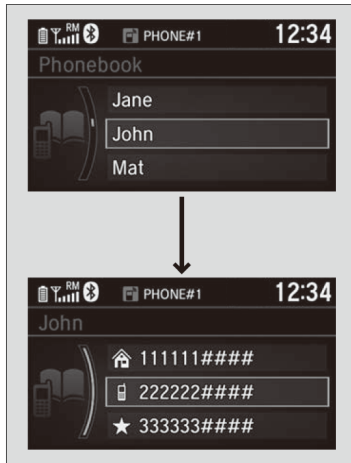 RM PHONE#1 12:34
Phonebook
Jane
John
Mat
RM PHONE#1 12:34
John
111111####
222222####
333333####